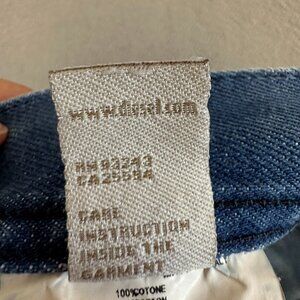 www.diesel.com
RN 93243
CA 25594
CARE
INSTRUCTION
INSIDE THE
GARMENT
100%COTONE